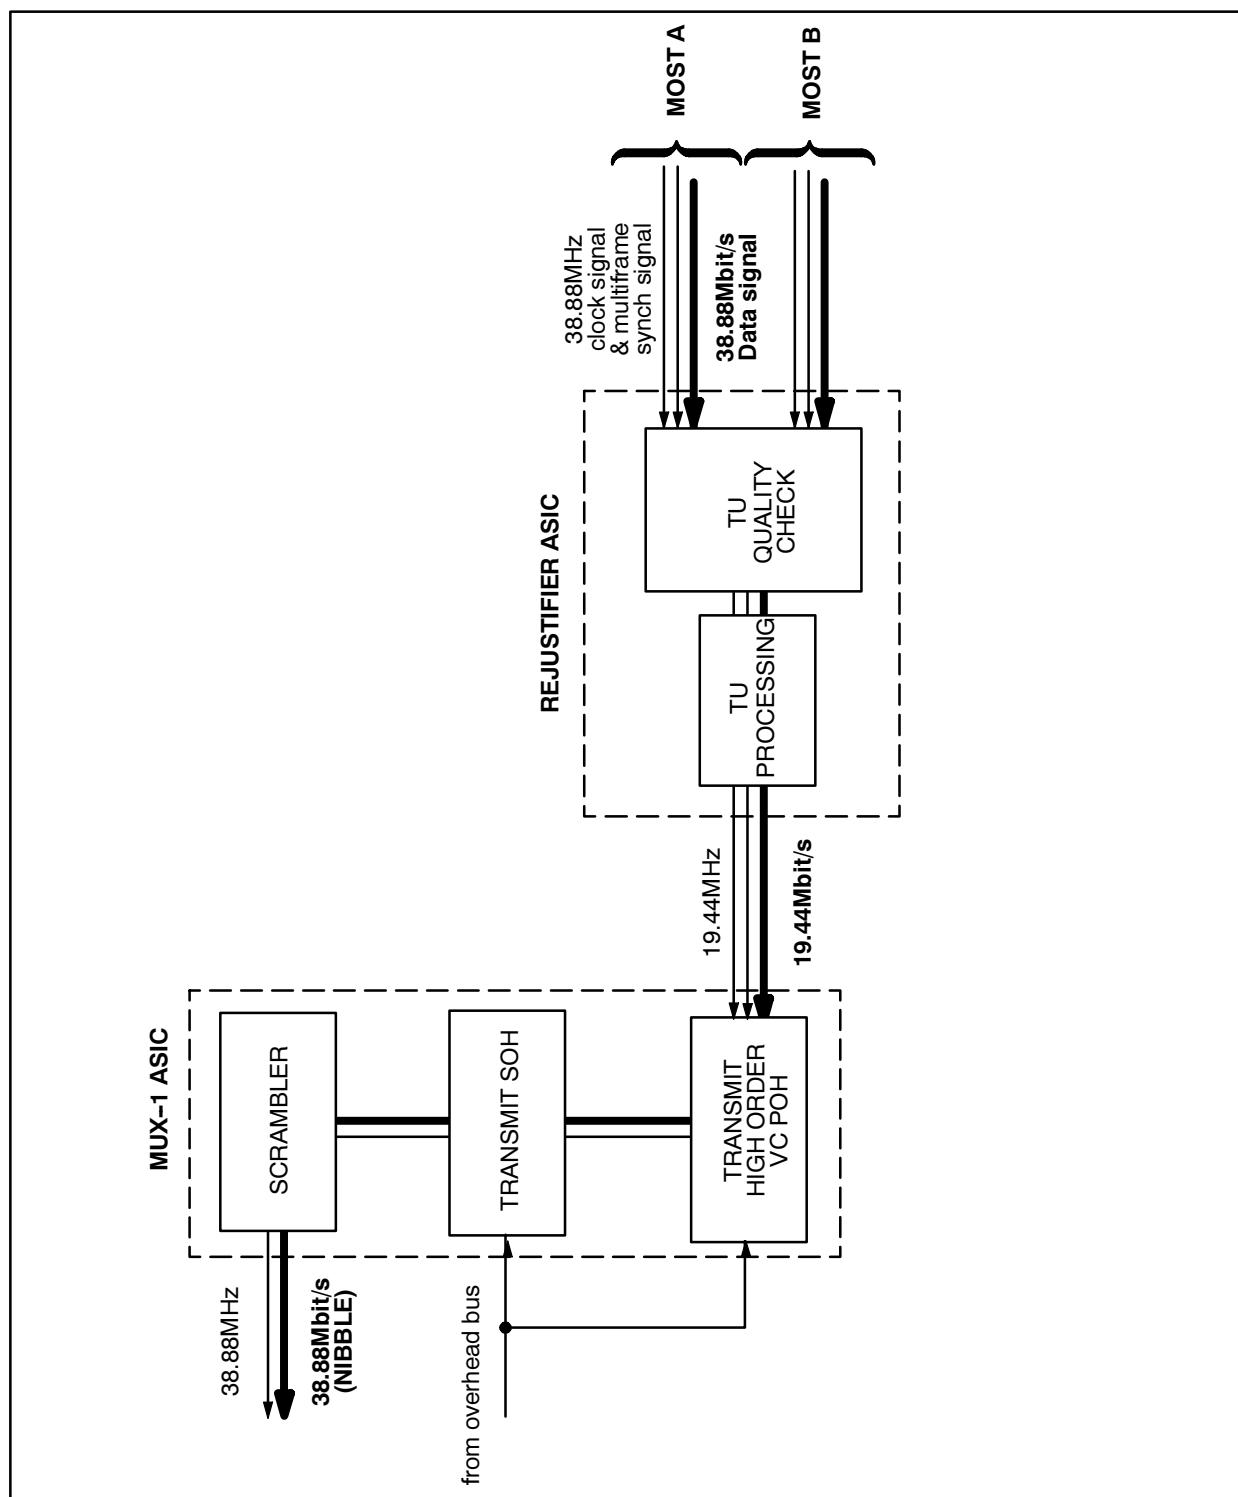 MOST A
MOST B
38.88MHz
clock signal
& multiframe
synch signal
38.88Mbit/s
Data signal
REJUSTIFIER ASIC
TU
QUALITY
CHECK
TU
PROCESSING
19.44MHz
19.44Mbit/s
MUX-1 ASIC
SCRAMBLER
TRANSMIT SOH
TRANSMIT
HIGH ORDER
VC POH
38.88MHz
38.88Mbit/s
(NIBBLE)
from overhead bus